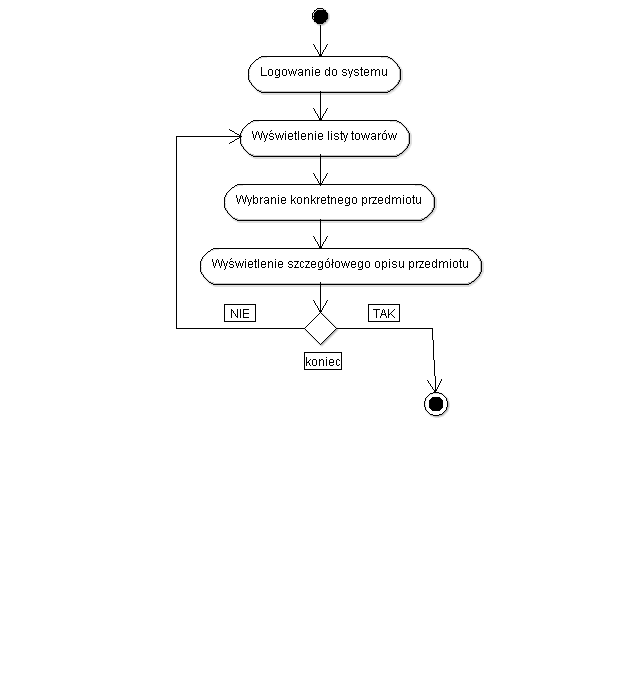 Logowanie do systemu
Wyświetlenie listy towarów
Wybranie konkretnego przedmiotu
Wyświetlenie szczegółowego opisu przedmiotu
NIE
TAK
koniec